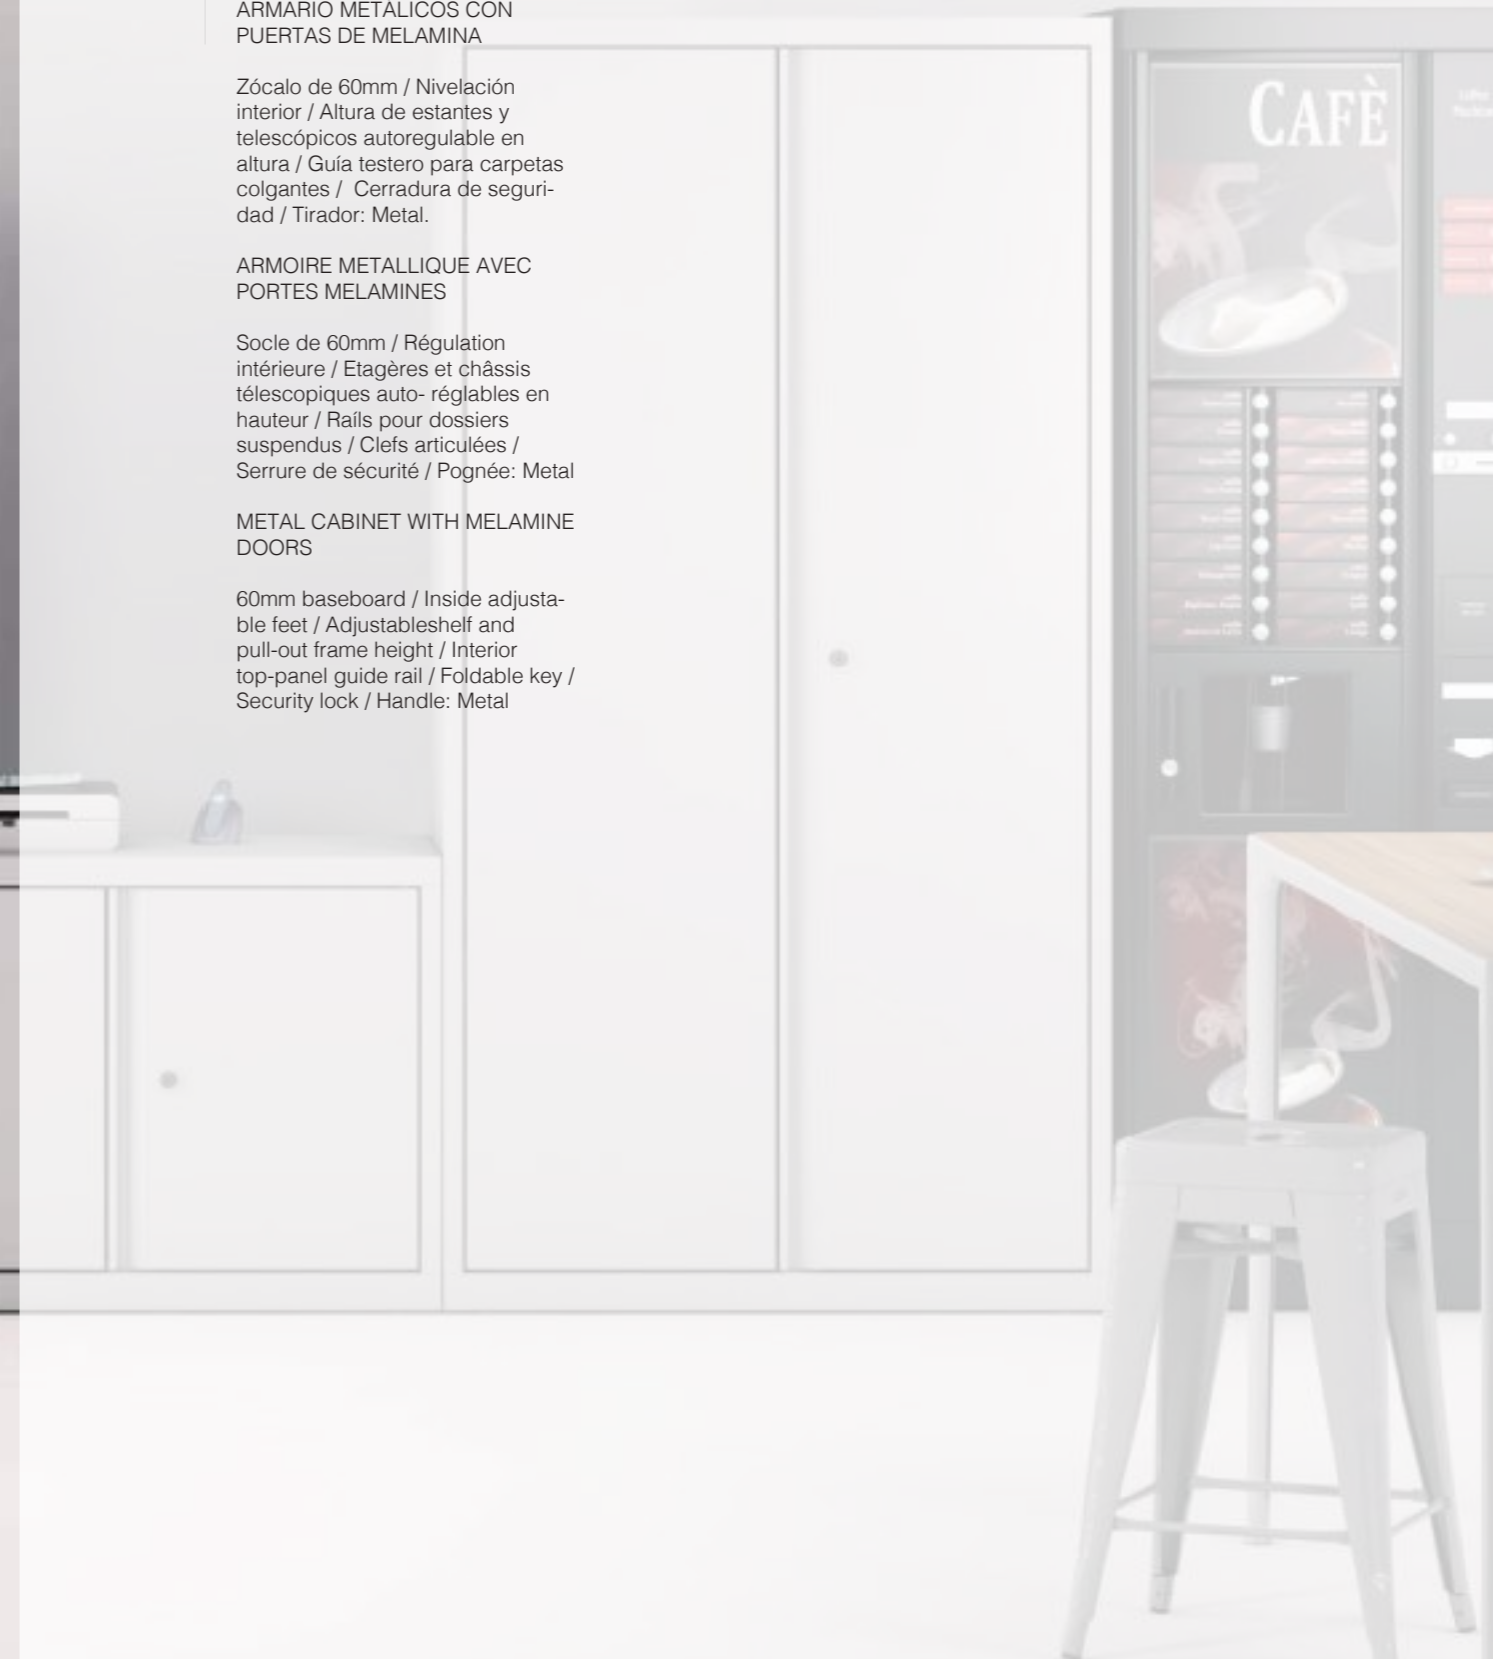 ARMARIO METÁLICOS CON
PUERTAS DE MELAMINA
Zócalo de 60mm / Nivelación
interior / Altura de estantes y
telescópicos autoregulable en
altura / Guía testero para carpetas
colgantes /  Cerradura de seguri-
dad / Tirador: Metal.
ARMOIRE METALLIQUE AVEC
PORTES MELAMINES
Socle de 60mm / Régulation
intérieure / Etagères et châssis
télescopiques auto- réglables en
hauteur / Raíls pour dossiers
suspendus / Clefs articulées /
Serrure de sécurité / Pognée: Metal
METAL CABINET WITH MELAMINE
DOORS
60mm baseboard / Inside adjusta-
ble feet / Adjustableshelf and
pull-out frame height / Interior
top-panel guide rail / Foldable key /
Security lock / Handle: Metal
CAFÈ